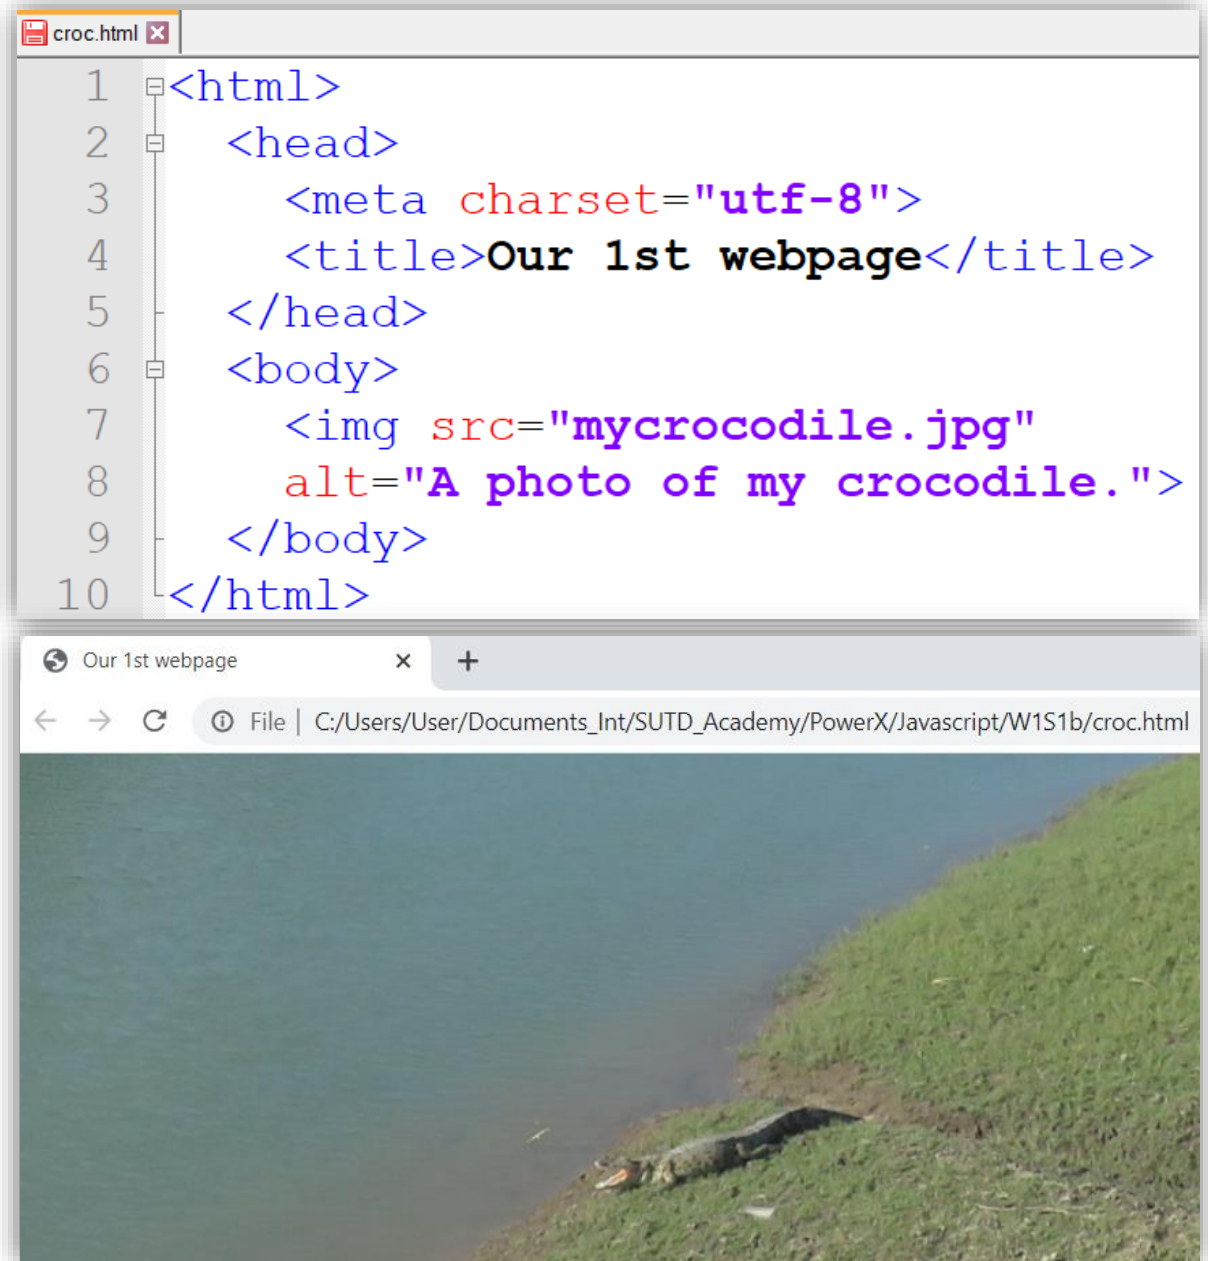 croc.html
1 <html>
2 <head>
3 <meta charset="utf-8">
4 <title>Our 1st webpage</title>
5 </head>
6 <body>
7 <img src="mycrocodile.jpg"
8 alt="A photo of my crocodile.">
9 </body>
10 </html>
Our 1st webpage
File | C:/Users/User/Documents_Int/SUTD_Academy/PowerX/Javascript/W1S1b/croc.html